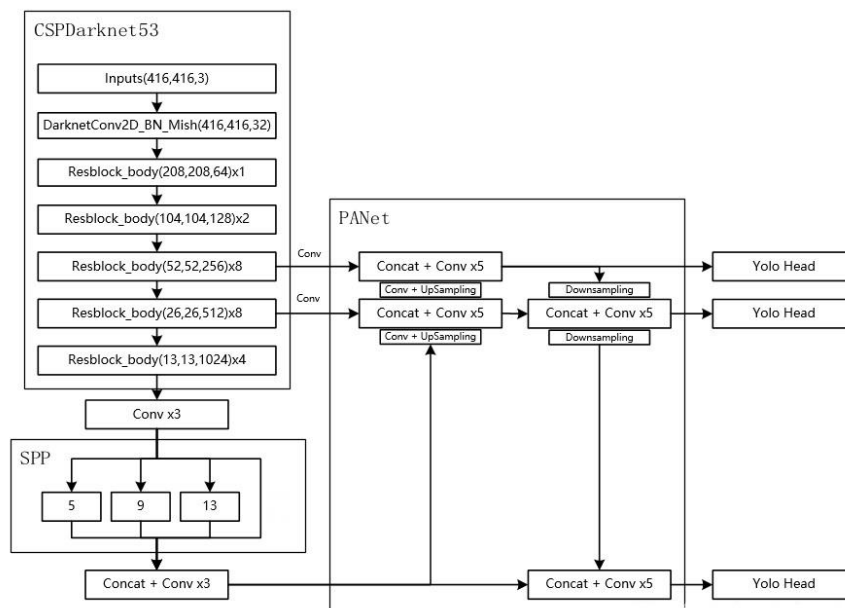 CSPDarknet53
Inputs(416,416,3)
DarknetConv2D_BN_Mish(416,416,32)
Resblock_body(208,208,64)x1
Resblock_body(104,104,128)x2
Resblock_body(52,52,256)x8
Resblock_body(26,26,512)x8
Resblock_body(13,13,1024)x4
Conv x3
SPP
5
9
13
Concat + Conv x3
Conv
Conv
PANet
Concat + Conv x5
Conv + UpSampling
Concat + Conv x5
Conv + UpSampling
Downsampling
Concat + Conv x5
Downsampling
Concat + Conv x5
Yolo Head
Yolo Head
Yolo Head